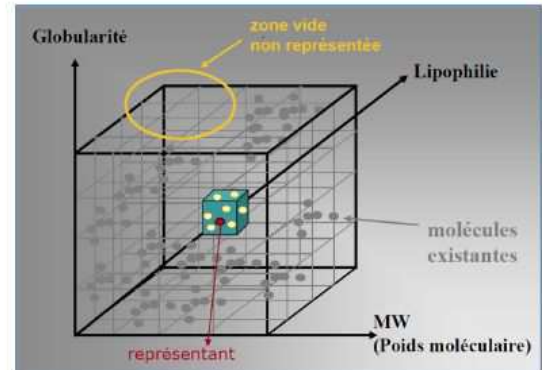 zone vide
non représentée
Globularité
Lipophilie
molécules
existantes
MW
(Poids moléculaire)
représentant